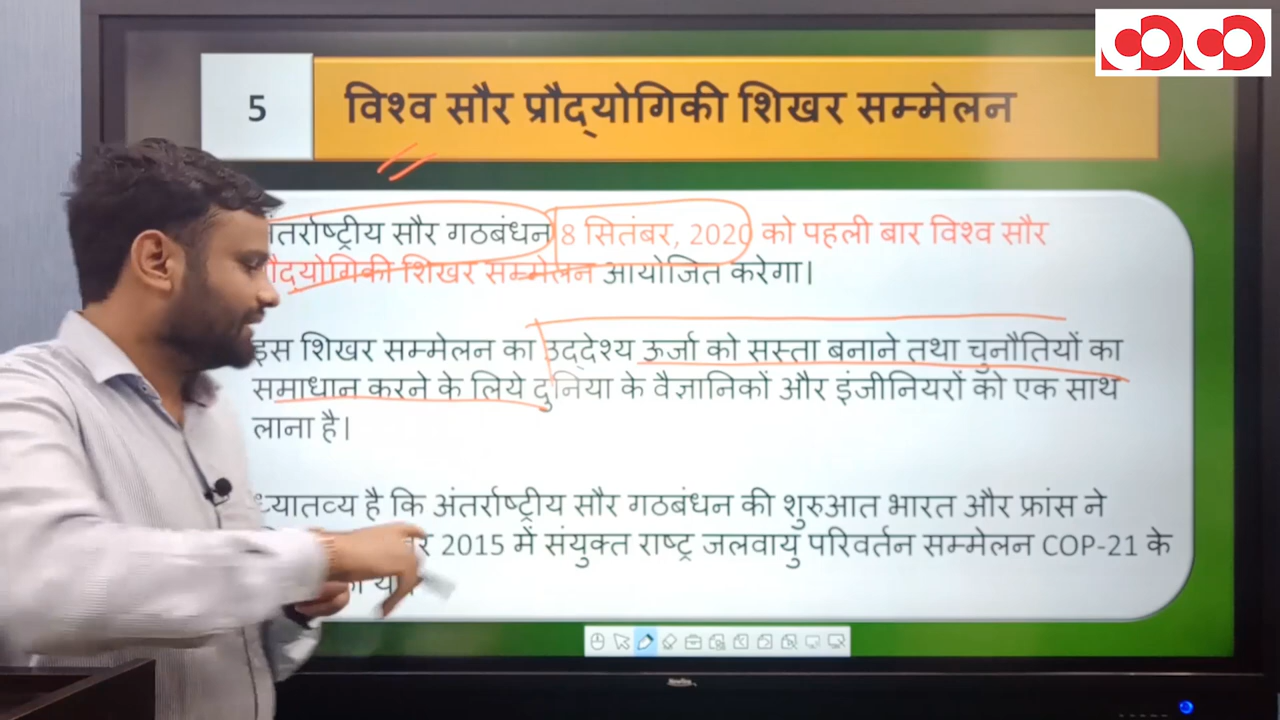 5
विश्व सौर प्रौद्योगिकी शिखर सम्मेलन
सौर गठबंधन 8 सितंबर, 2020 को पहली बार विश्व सौर
शिखर सम्मेलन आयोजित करेगा।
इस शिखर सम्मेलन का उद्देश्य ऊर्जा को सस्ता बनाने तथा चुनौतियों का
समाधान करने के लिये दुनिया के वैज्ञानिकों और इंजीनियरों को एक साथ
लाना है।
है कि अंतर्राष्ट्रीय सौर गठबंधन की शुरुआत भारत और फ्रांस ने
2015 में संयुक्त राष्ट्र जलवायु परिवर्तन सम्मेलन COP-21 के